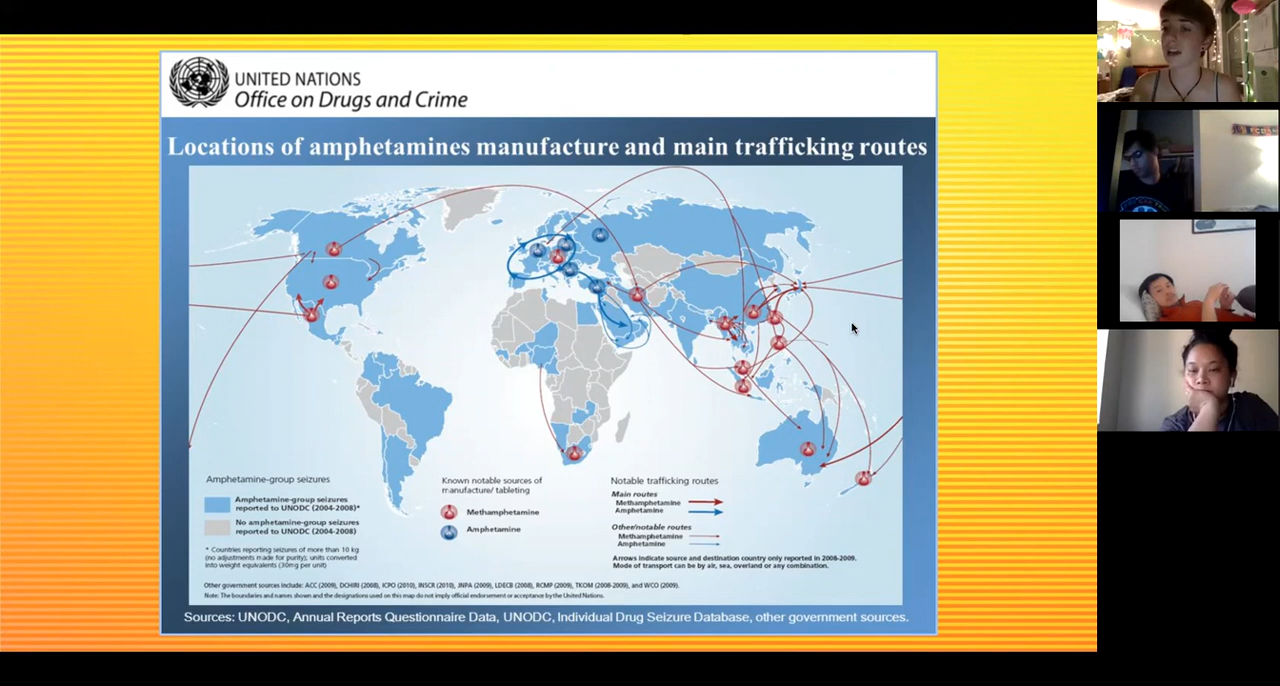 UNITED NATIONS
Office on Drugs and Crime
Locations of amphetamines manufacture and main trafficking routes
Amphetamine-group seizures
Amphetamine-group seizures
reported to UNODC (2004-2008)*
No amphetamine-group seizures
reported to UNODC (2004-2008)
* Countries reporting seizures of more than 10 kg
(no adjustments made for purity); units converted
into weight equivalents (30mg per unit)
Known notable sources of
manufacture/ tableting
Methamphetamine
Amphetamine
Notable trafficking routes
Main routes
Methamphetamine
Amphetamine
Other/notable routes
Methamphetamine
Amphetamine
Arrows indicate source and destination country only reported in 2008-2009.
Mode of transport can be by air, sea, overland or any combination.
Other government sources include: ACC (2009), DCHIRI (2008), ICPO (2010), INSCR (2010), JNPA (2009), LDECB (2008), RCMP (2009), TKOM (2008-2009), and WCO (2009).
Note: The boundaries and names shown and the designations used on this map do not imply official endorsement or acceptance by the United Nations.
Sources: UNODC, Annual Reports Questionnaire Data, UNODC, Individual Drug Seizure Database, other government sources.